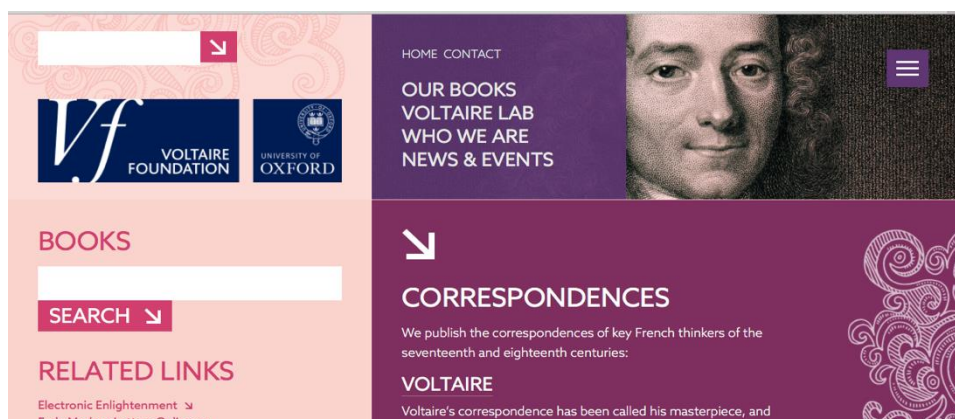 Vf VOLTAIRE
FOUNDATION
UNIVERSITY OF
OXFORD
HOME CONTACT
OUR BOOKS
VOLTAIRE LAB
WHO WE ARE
NEWS & EVENTS
BOOKS
SEARCH
RELATED LINKS
Electronic Enlightenment
CORRESPONDENCES
We publish the correspondences of key French thinkers of the
seventeenth and eighteenth centuries:
VOLTAIRE
Voltaire's correspondence has been called his masterpiece, and